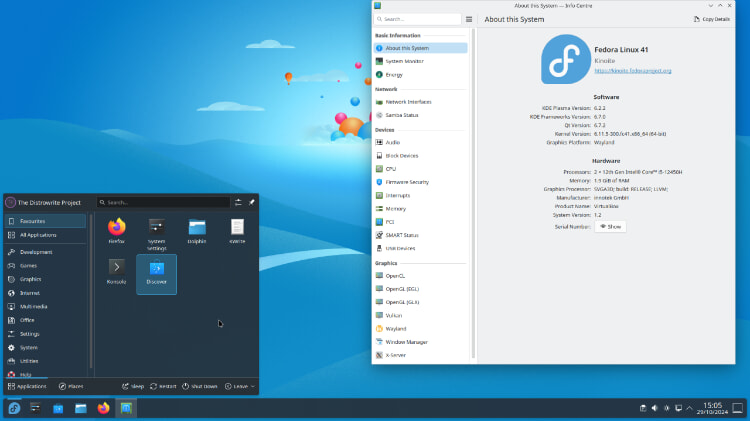 About this System — Info Centre
Search...
About this System
Copy Details
Basic Information
About this System
System Monitor
Energy
Network
Network Interfaces
Samba Status
Devices
Audio
Block Devices
CPU
Firmware Security
Interrupts
Memory
PCI
SMART Status
USB Devices
Graphics
OpenCL
OpenGL (EGL)
OpenGL (GLX)
Vulkan
Wayland
Window Manager
X-Server
Fedora Linux 41
Kinoite
https://kinoite.fedoraproject.org
Software
KDE Plasma Version: 6.2.2
KDE Frameworks Version: 6.7.0
Qt Version: 6.7.2
Kernel Version: 6.11.5-300.fc41.x86_64 (64-bit)
Graphics Platform: Wayland
Hardware
Processors: 2 × 12th Gen Intel® Core™ i5-12450H
Memory: 1.9 GiB of RAM
Graphics Processor: SVGA3D; build: RELEASE; LLVM;
Manufacturer: innotek GmbH
Product Name: VirtualBox
System Version: 1.2
Serial Number: Show
The Distrowrite Project
Search...
Favourites
All Applications
Development
Games
Graphics
Internet
Multimedia
Office
Settings
System
Utilities
Help
Firefox
System Settings
Dolphin
KWrite
Konsole
Discover
Applications
Places
Sleep
Restart
Shut Down
Leave
15:05
29/10/2024